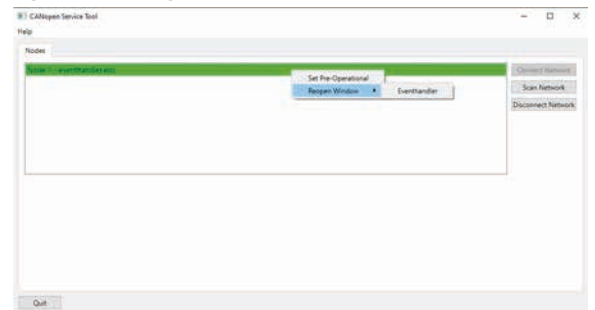 CANopen Service Tool
Help
Nodes
Set Pre-Operational
Connect Network
Reopen Window
Eventhandler
Scan Network
Disconnect Network
Quit